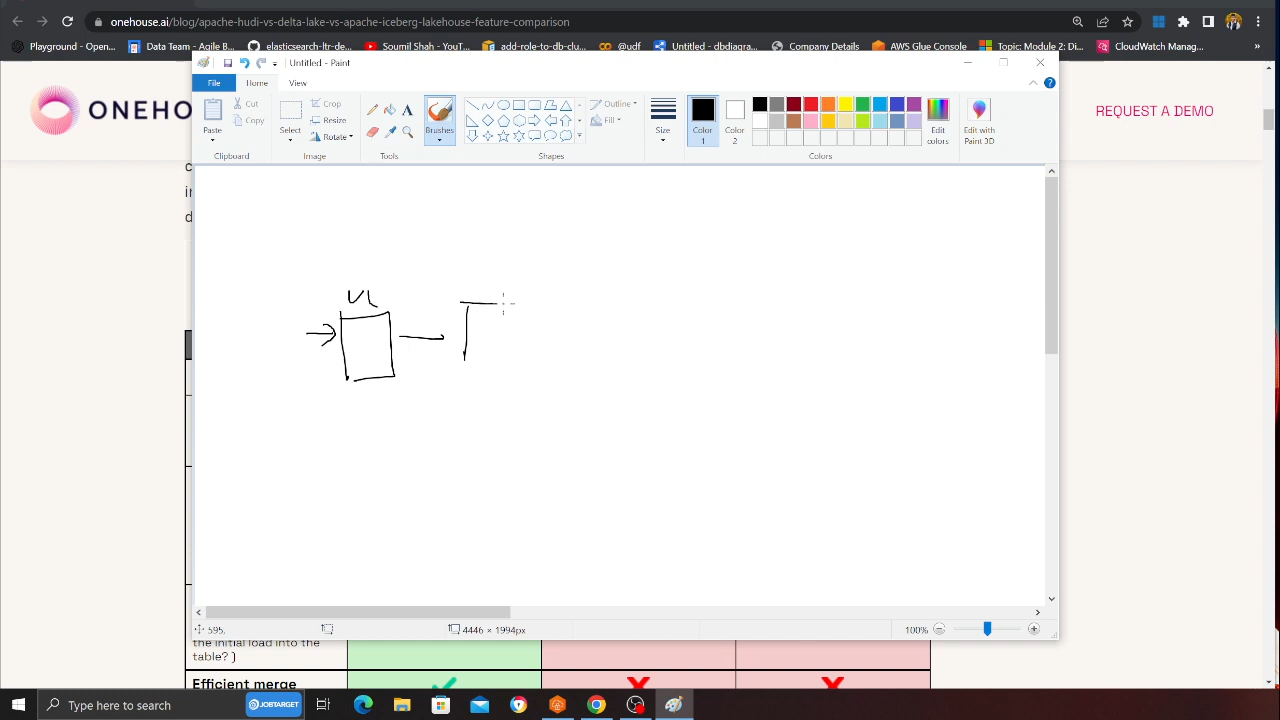 onehouse.ai/blog/apache-hudi-vs-delta-lake-vs-apache-iceberg-lakehouse-feature-comparison
Playground - Open... Data Team - Agile B... elasticsearch-ltr-de... Soumil Shah - YouT... add-role-to-db-clu... @udf Untitled - dbdiagra... Company Details AWS Glue Console Topic: Module 2: Di... CloudWatch Manag... »
Untitled - Paint
File Home View
ONEHO
REQUEST A DEMO
Paste
Cut
Copy
Select
Crop
Resize
Rotate
A
Brushes
Outline
Fill
Size
Color 1
Color 2
Edit colors
Edit with Paint 3D
Clipboard Image Tools Shapes Colors
595,
4446 × 1994px
100%
the initial load into the
table? )
Efficient merge
Type here to search
JOBTARGET